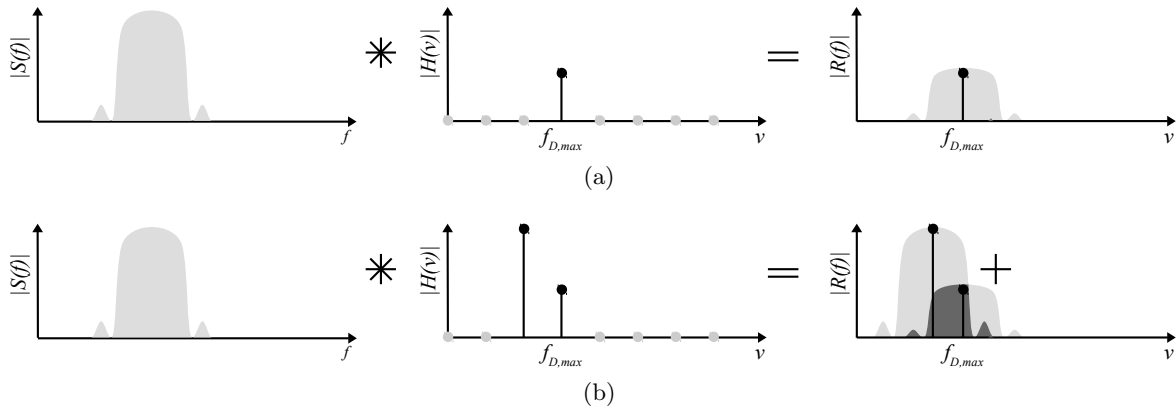 |S(f)| * |H(v)| = |R(f)|
f f_{D,max} v f_{D,max} v
(a)
|S(f)| * |H(v)| = |R(f)| +
f f_{D,max} v f_{D,max} v
(b)